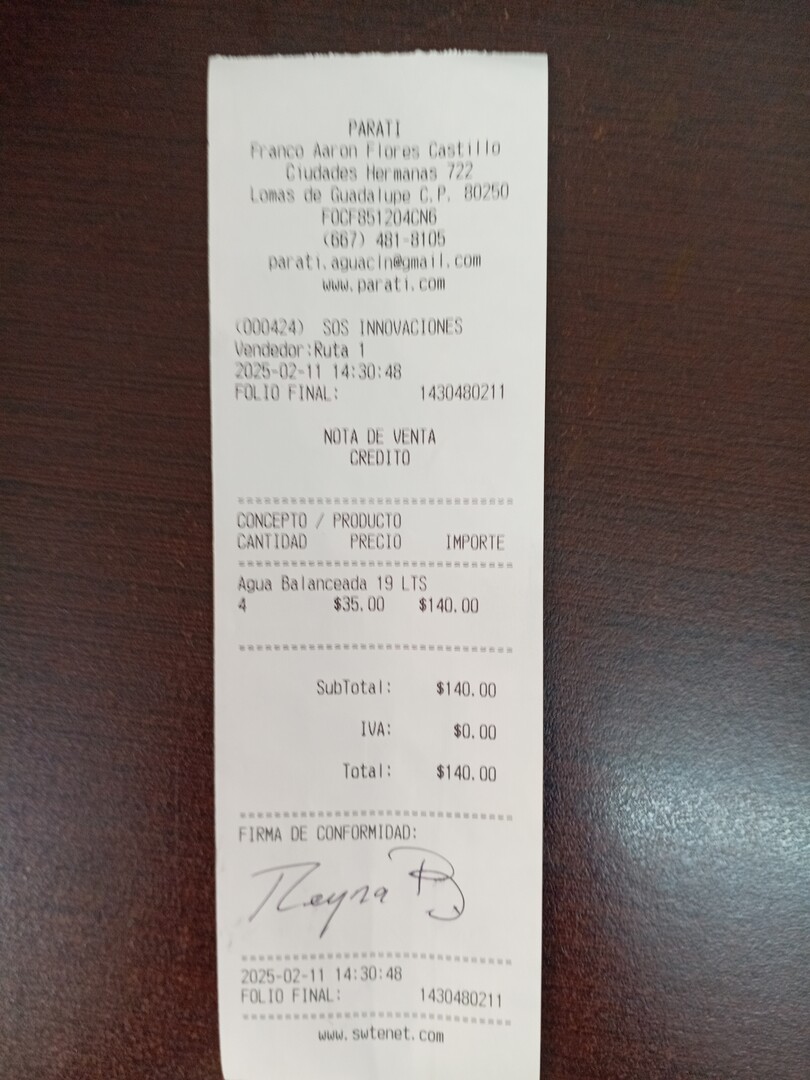 PARATI
Franco Aaron Flores Castillo
Ciudades Hermanas 722
Lomas de Guadalupe C.P. 80250
FOCF851204CN6
(667) 481-8105
parati.aguacln@gmail.com
www.parati.com
(000424) SOS INNOVACIONES
Vendedor:Ruta 1
2025-02-11 14:30:48
FOLIO FINAL: 1430480211
NOTA DE VENTA
CREDITO
CONCEPTO / PRODUCTO
CANTIDAD PRECIO IMPORTE
Agua Balanceada 19 LTS
4 $35.00 $140.00
SubTotal: $140.00
IVA: $0.00
Total: $140.00
FIRMA DE CONFORMIDAD:
Reyna
2025-02-11 14:30:48
FOLIO FINAL: 1430480211
www.swtenet.com